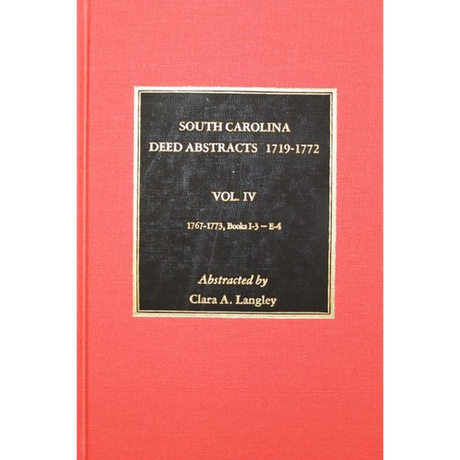 SOUTH CAROLINA
DEED ABSTRACTS 1719-1772
VOL. IV
1767-1773, Books I-3 — E-4
Abstracted by
Clara A. Langley